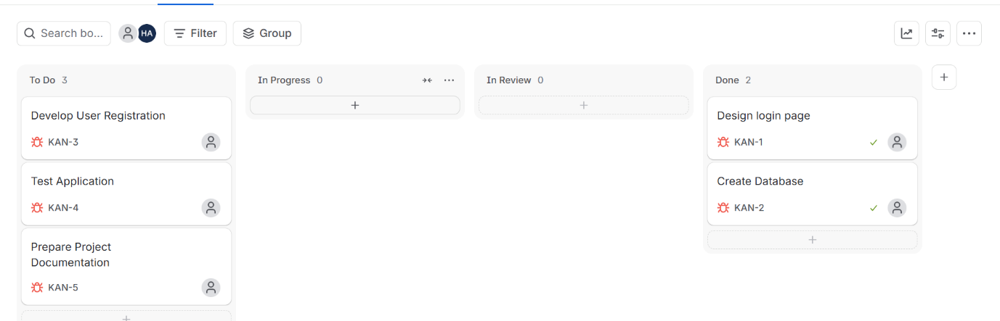 Search bo...
HA
Filter
Group
To Do 3
Develop User Registration
KAN-3
Test Application
KAN-4
Prepare Project
Documentation
KAN-5
In Progress 0
In Review 0
Done 2
Design login page
KAN-1
Create Database
KAN-2